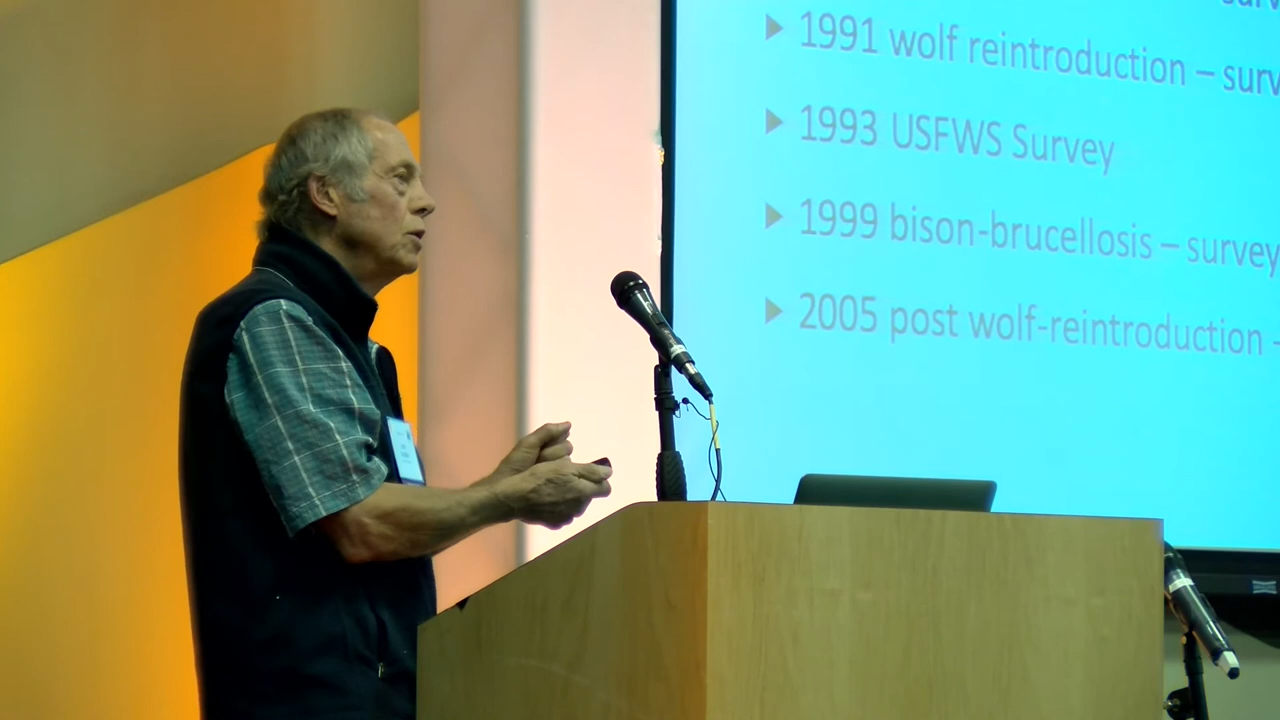 1991 wolf reintroduction – surv
1993 USFWS Survey
1999 bison-brucellosis – survey
2005 post wolf-reintroduction -